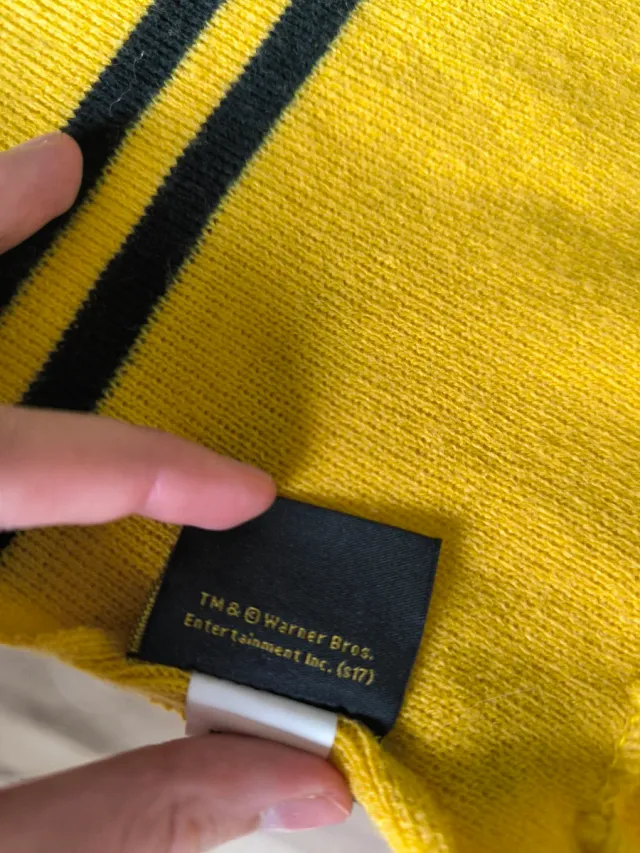 TM & © Warner Bros.
Entertainment Inc. (s17)